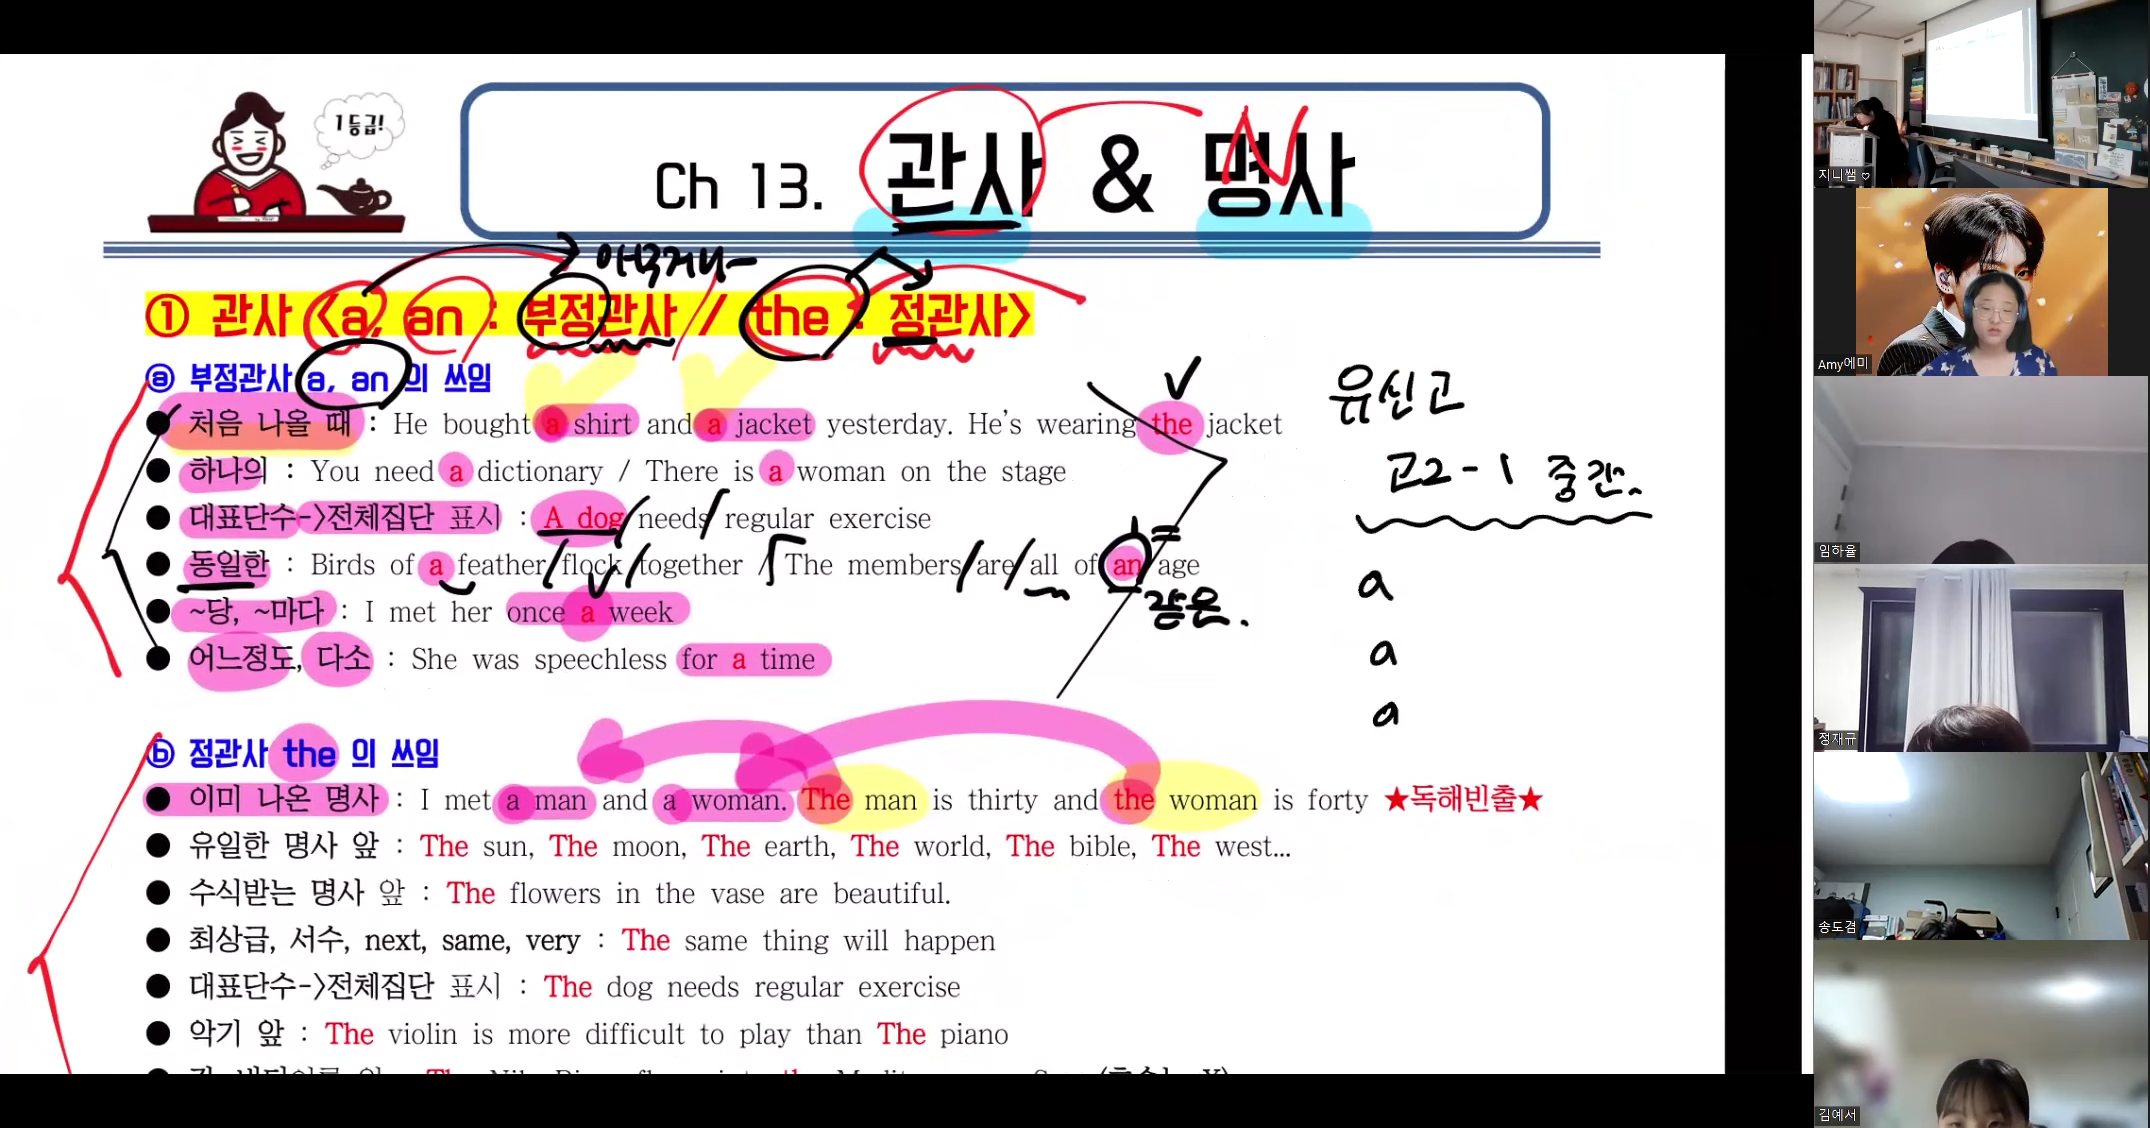 1등급!
Ch 13. 관사 & 명사
N
아무거나
① 관사 <a, an : 부정관사 / the : 정관사>
ⓐ 부정관사 a, an 의 쓰임
● 처음 나올 때 : He bought a shirt and a jacket yesterday. He's wearing the jacket
● 하나의 : You need a dictionary / There is a woman on the stage
● 대표단수->전체집단 표시 : A dog needs regular exercise
● 동일한 : Birds of a feather flock together / The members are all of an age
같은.
● ~당, ~마다 : I met her once a week
● 어느정도, 다소 : She was speechless for a time
유신고
고2-1 중간.
a
a
a
ⓑ 정관사 the 의 쓰임
● 이미 나온 명사 : I met a man and a woman. The man is thirty and the woman is forty ★독해빈출★
● 유일한 명사 앞 : The sun, The moon, The earth, The world, The bible, The west...
● 수식받는 명사 앞 : The flowers in the vase are beautiful.
● 최상급, 서수, next, same, very : The same thing will happen
● 대표단수->전체집단 표시 : The dog needs regular exercise
● 악기 앞 : The violin is more difficult to play than The piano
지니쌤 ♡
Amy에미
임하율
정재규
송도겸
김예서